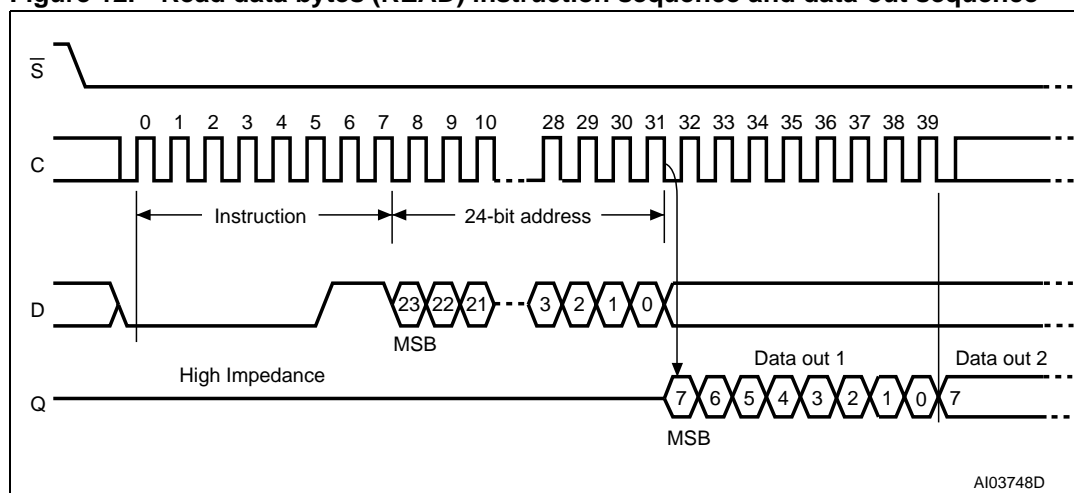 Figure 12. Read data bytes (READ) instruction sequence and data-out sequence
S
0 1 2 3 4 5 6 7 8 9 10 28 29 30 31 32 33 34 35 36 37 38 39
C
Instruction 24-bit address
D
23 22 21 3 2 1 0
MSB
Data out 1 Data out 2
High Impedance
Q
7 6 5 4 3 2 1 0 7
MSB
AI03748D